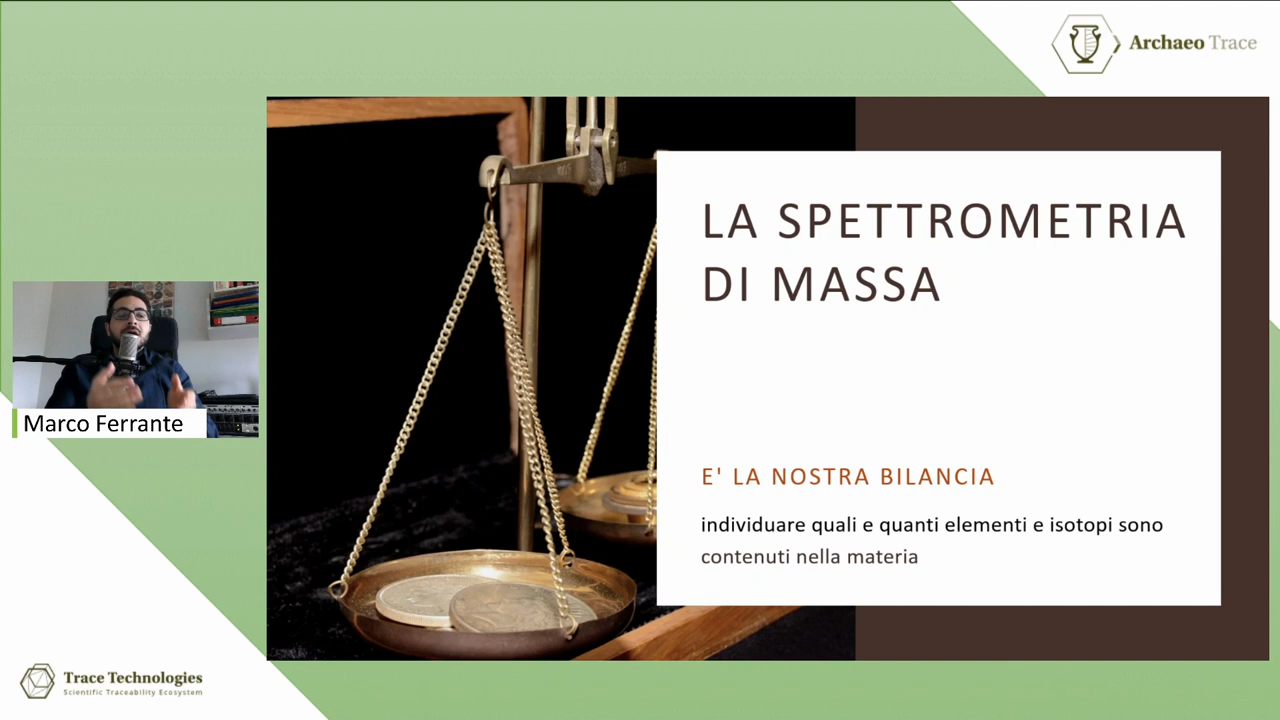 Archaeo Trace
LA SPETTROMETRIA
DI MASSA
E' LA NOSTRA BILANCIA
individuare quali e quanti elementi e isotopi sono
contenuti nella materia
Marco Ferrante
Trace Technologies
Scientific Traceability Ecosystem